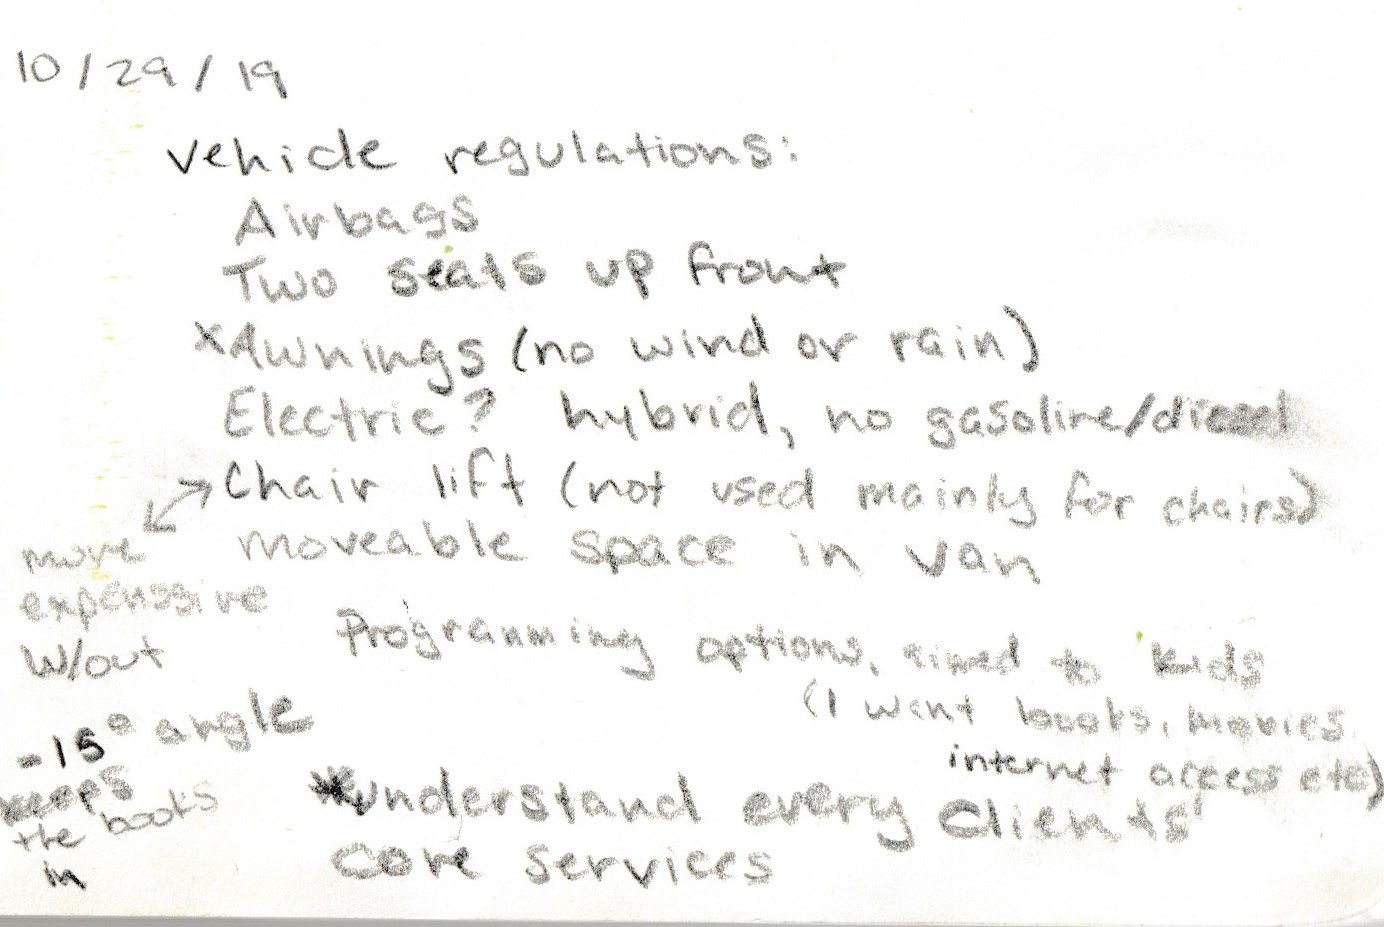 10/29/19
vehicle regulations:
Airbags
Two seats up front
x Awnings (no wind or rain)
Electric? hybrid, no gasoline/diesel
Chair lift (not used mainly for chairs)
moveable space in van
more
expenssive
w/out
Programming options, aimed to kids
(I want books, movies,
internet access etc)
-15° angle
keeps
the books
in
*understand every clients'
core services